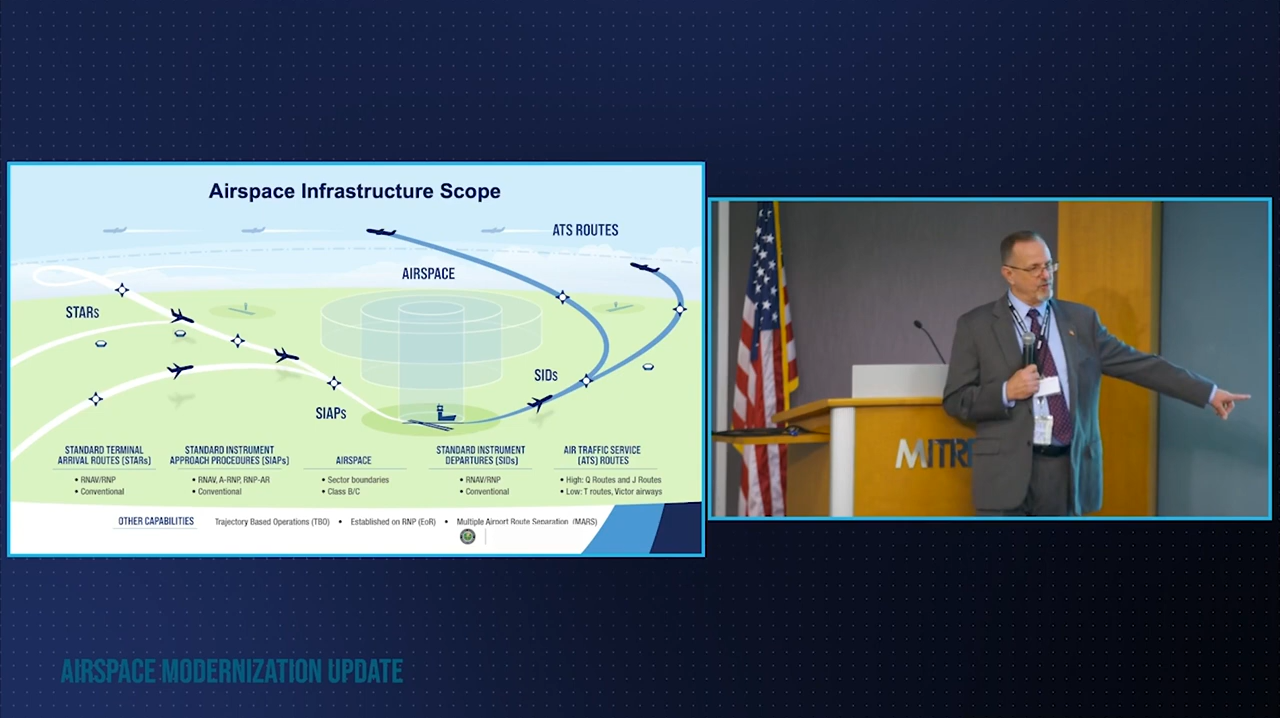 Airspace Infrastructure Scope
ATS ROUTES
AIRSPACE
STARs
SIDs
SIAPs
STANDARD TERMINAL
ARRIVAL ROUTES (STARs)
• RNAV/RNP
• Conventional
STANDARD INSTRUMENT
APPROACH PROCEDURES (SIAPs)
• RNAV, A-RNP, RNP-AR
• Conventional
AIRSPACE
• Sector boundaries
• Class B/C
STANDARD INSTRUMENT
DEPARTURES (SIDs)
• RNAV/RNP
• Conventional
AIR TRAFFIC SERVICE
(ATS) ROUTES
• High: Q Routes and J Routes
• Low: T routes, Victor airways
OTHER CAPABILITIES Trajectory Based Operations (TBO) • Established on RNP (EoR) • Multiple Airport Route Separation (MARS)
MITR
AIRSPACE MODERNIZATION UPDATE